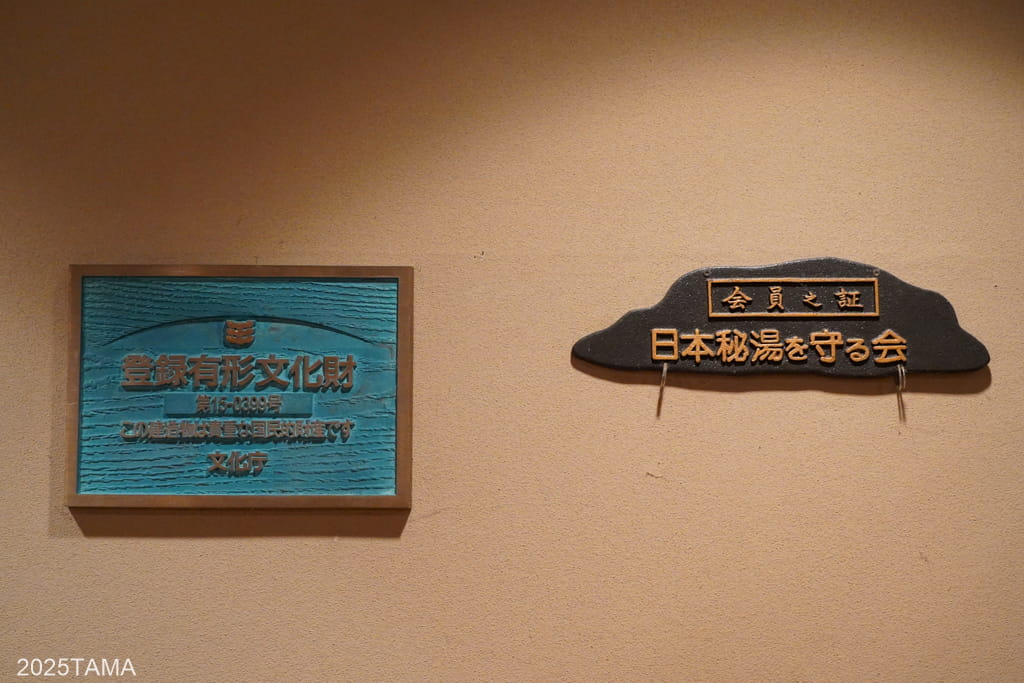 登録有形文化財
第15-0399号
この建造物は貴重な国民的財産です
文化庁
会員之証
日本秘湯を守る会
2025TAMA